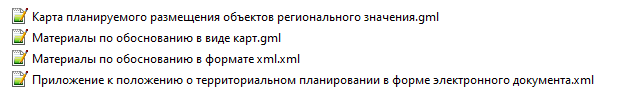 Карта планируемого размещения объектов регионального значения.gml
Материалы по обоснованию в виде карт.gml
Материалы по обоснованию в формате xml.xml
Приложение к положению о территориальном планировании в форме электронного документа.xml